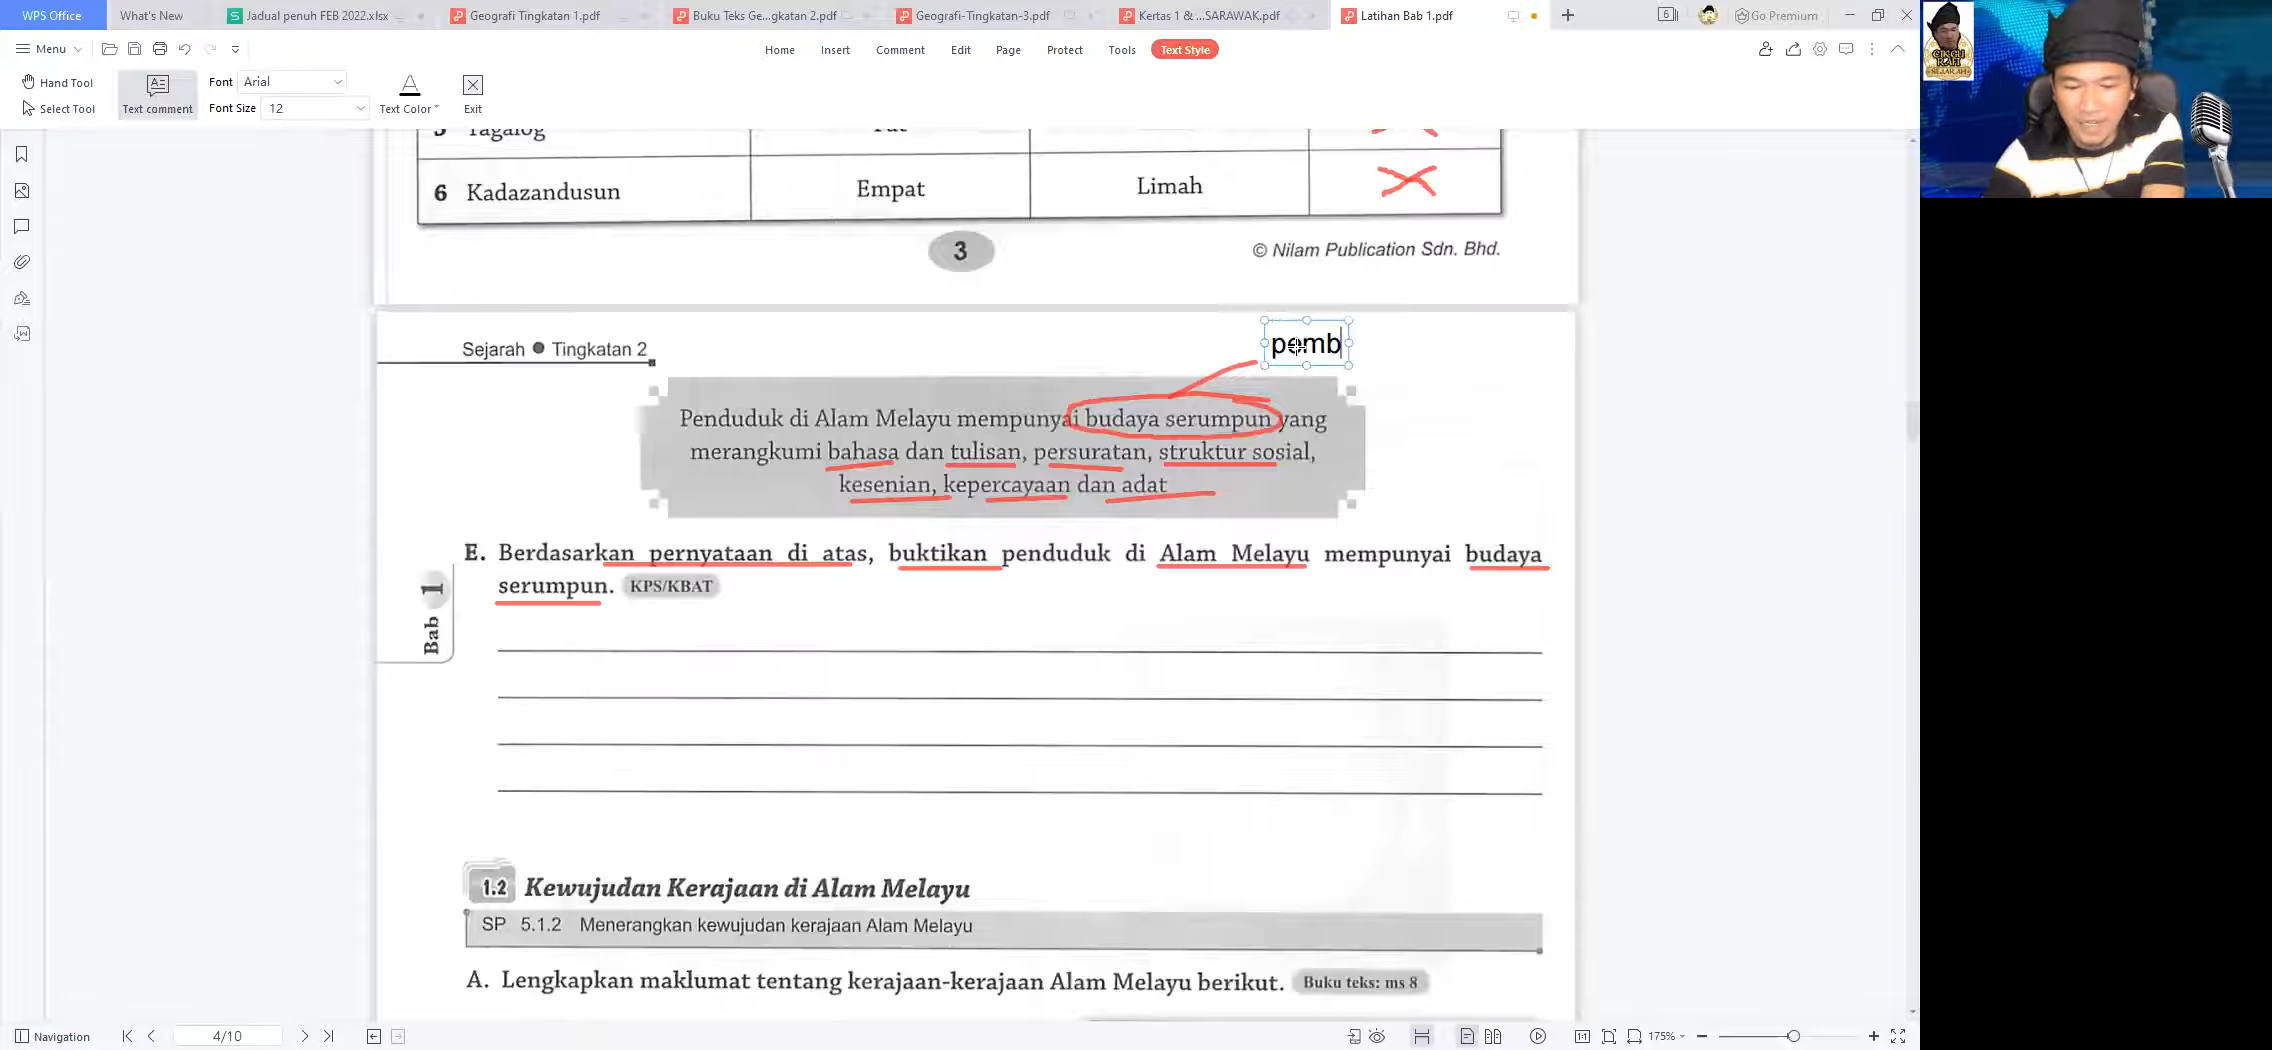 WPS Office
What's New
Jadual penuh FEB 2022.xlsx
Geografi Tingkatan 1.pdf
Buku Teks Ge...gkatan 2.pdf
Geografi-Tingkatan-3.pdf
Kertas 1 & ...SARAWAK.pdf
Latihan Bab 1.pdf
6
Go Premium
Menu
Home Insert Comment Edit Page Protect Tools Text Style
Hand Tool
Select Tool
Text comment
Font Arial
Font Size 12
Text Color
Exit
CIKGU
SEJARAH
Tagalog
6 Kadazandusun Empat Limah
3
© Nilam Publication Sdn. Bhd.
pemb
Sejarah ● Tingkatan 2
Penduduk di Alam Melayu mempunyai budaya serumpun yang
merangkumi bahasa dan tulisan, persuratan, struktur sosial,
kesenian, kepercayaan dan adat
E. Berdasarkan pernyataan di atas, buktikan penduduk di Alam Melayu mempunyai budaya
serumpun. KPS/KBAT
Bab 1
1.2 Kewujudan Kerajaan di Alam Melayu
SP 5.1.2 Menerangkan kewujudan kerajaan Alam Melayu
A. Lengkapkan maklumat tentang kerajaan-kerajaan Alam Melayu berikut. Buku teks: ms 8
Navigation
4/10
1:1
175%